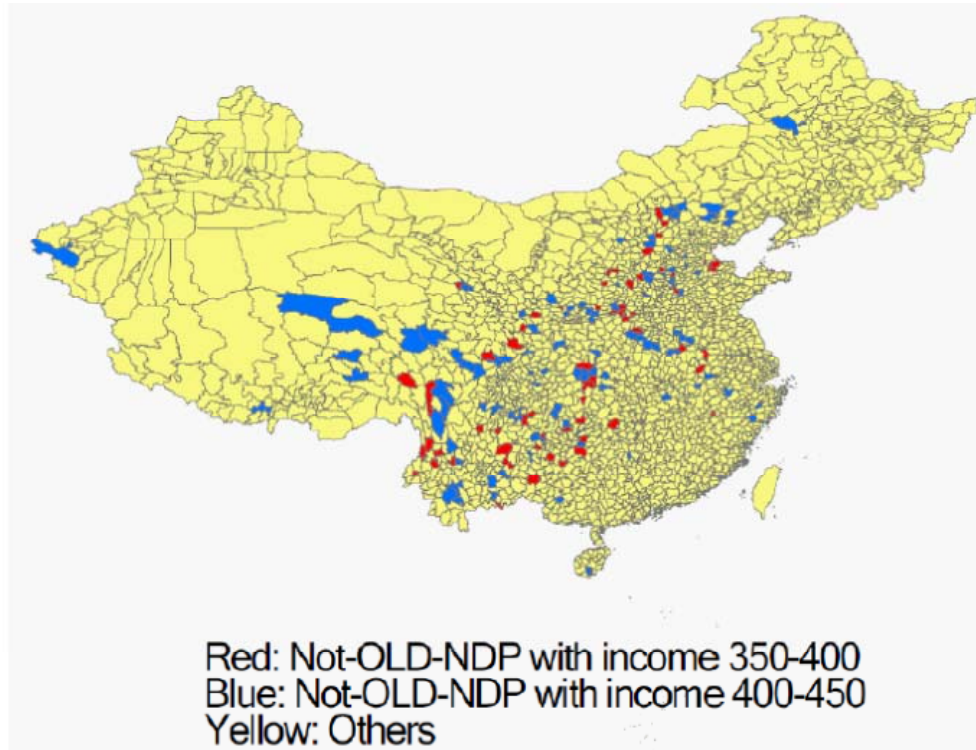 Red: Not-OLD-NDP with income 350-400
Blue: Not-OLD-NDP with income 400-450
Yellow: Others